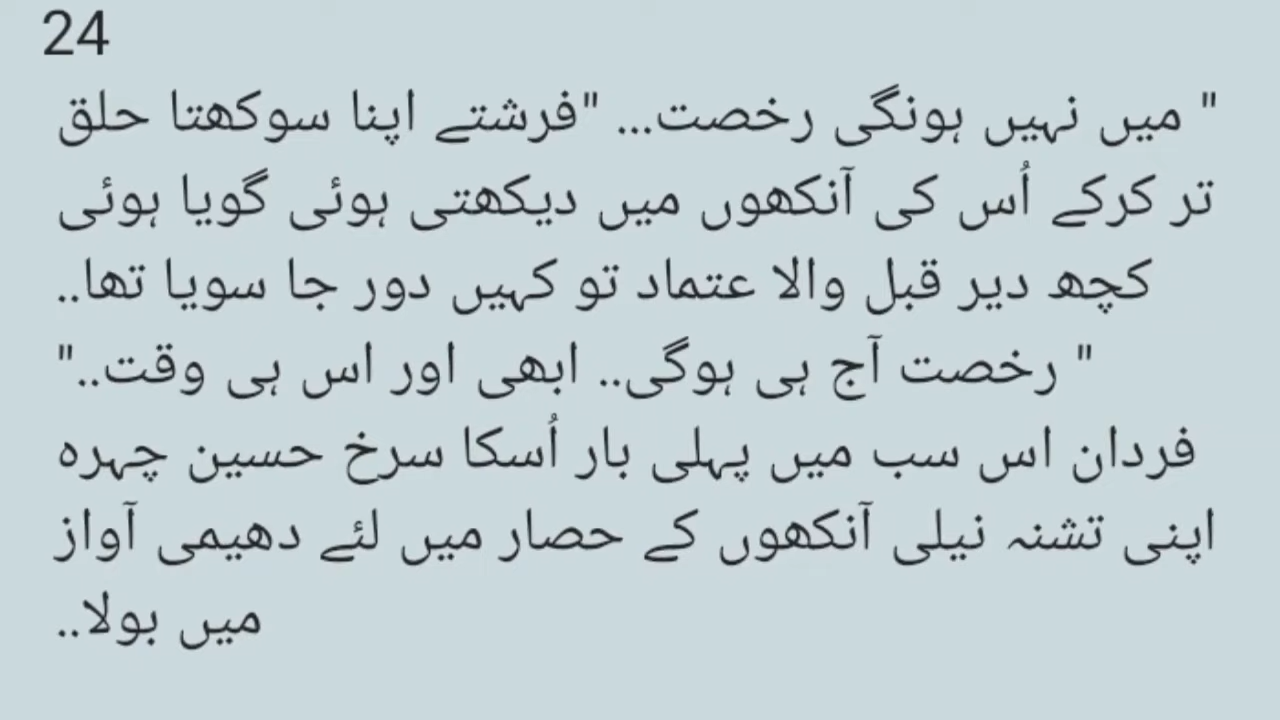 24
" میں نہیں ہونگی رخصت... "فرشتے اپنا سوکھتا حلق
تر کرکے اُس کی آنکھوں میں دیکھتی ہوئی گویا ہوئی
کچھ دیر قبل والا عتماد تو کہیں دور جا سویا تھا..
" رخصت آج ہی ہوگی.. ابھی اور اس ہی وقت.."
فردان اس سب میں پہلی بار اُسکا سرخ حسین چہرہ
اپنی تشنہ نیلی آنکھوں کے حصار میں لئے دھیمی آواز
میں بولا..